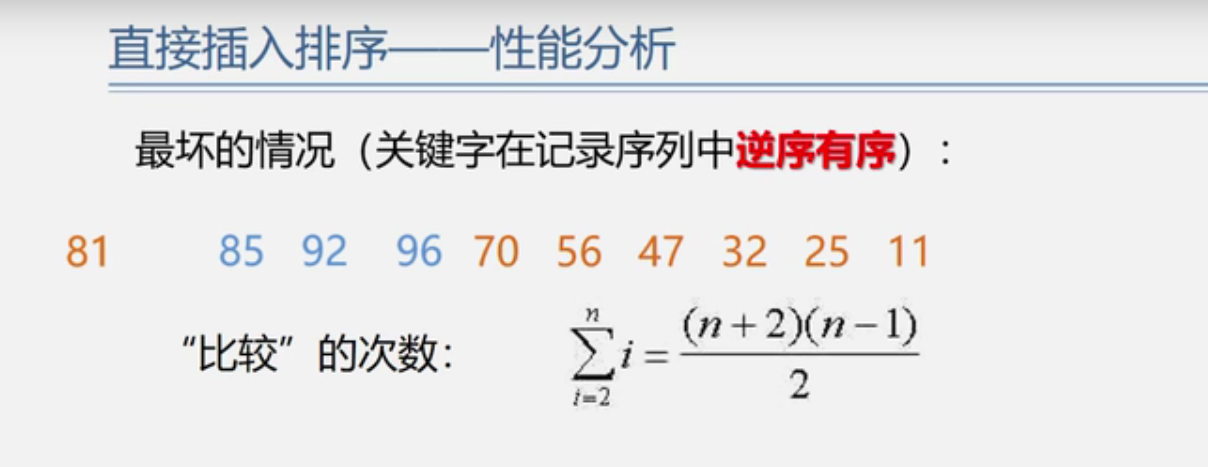 直接插入排序——性能分析
最坏的情况（关键字在记录序列中逆序有序）：
81 85 92 96 70 56 47 32 25 11
“比较”的次数： \sum_{i=2}^{n} i = \frac{(n+2)(n-1)}{2}